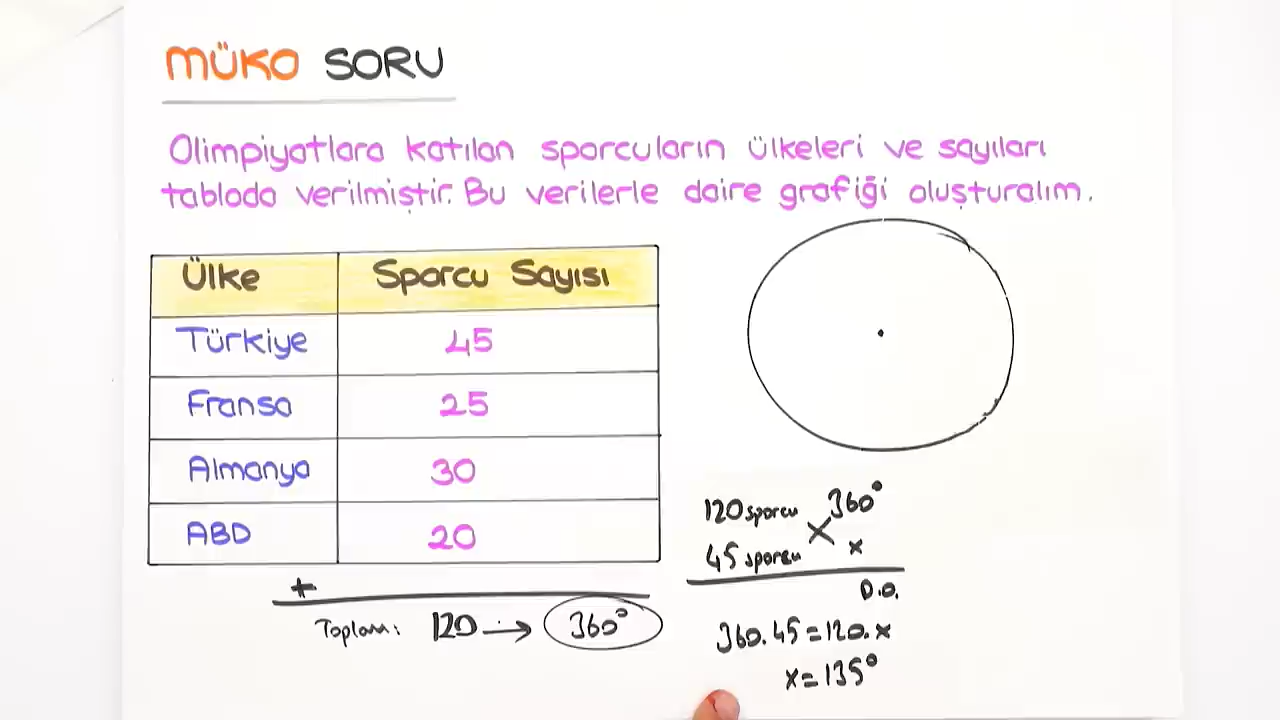 MÜKO SORU
Olimpiyatlara katılan sporcuların ülkeleri ve sayıları
tabloda verilmiştir. Bu verilerle daire grafiği oluşturalım.
Ülke Sporcu Sayısı
Türkiye 45
Fransa 25
Almanya 30
ABD 20
+
Toplam: 120 → 360°
120 sporcu 360°
45 sporcu x
D.O.
360.45=120.x
x=135°